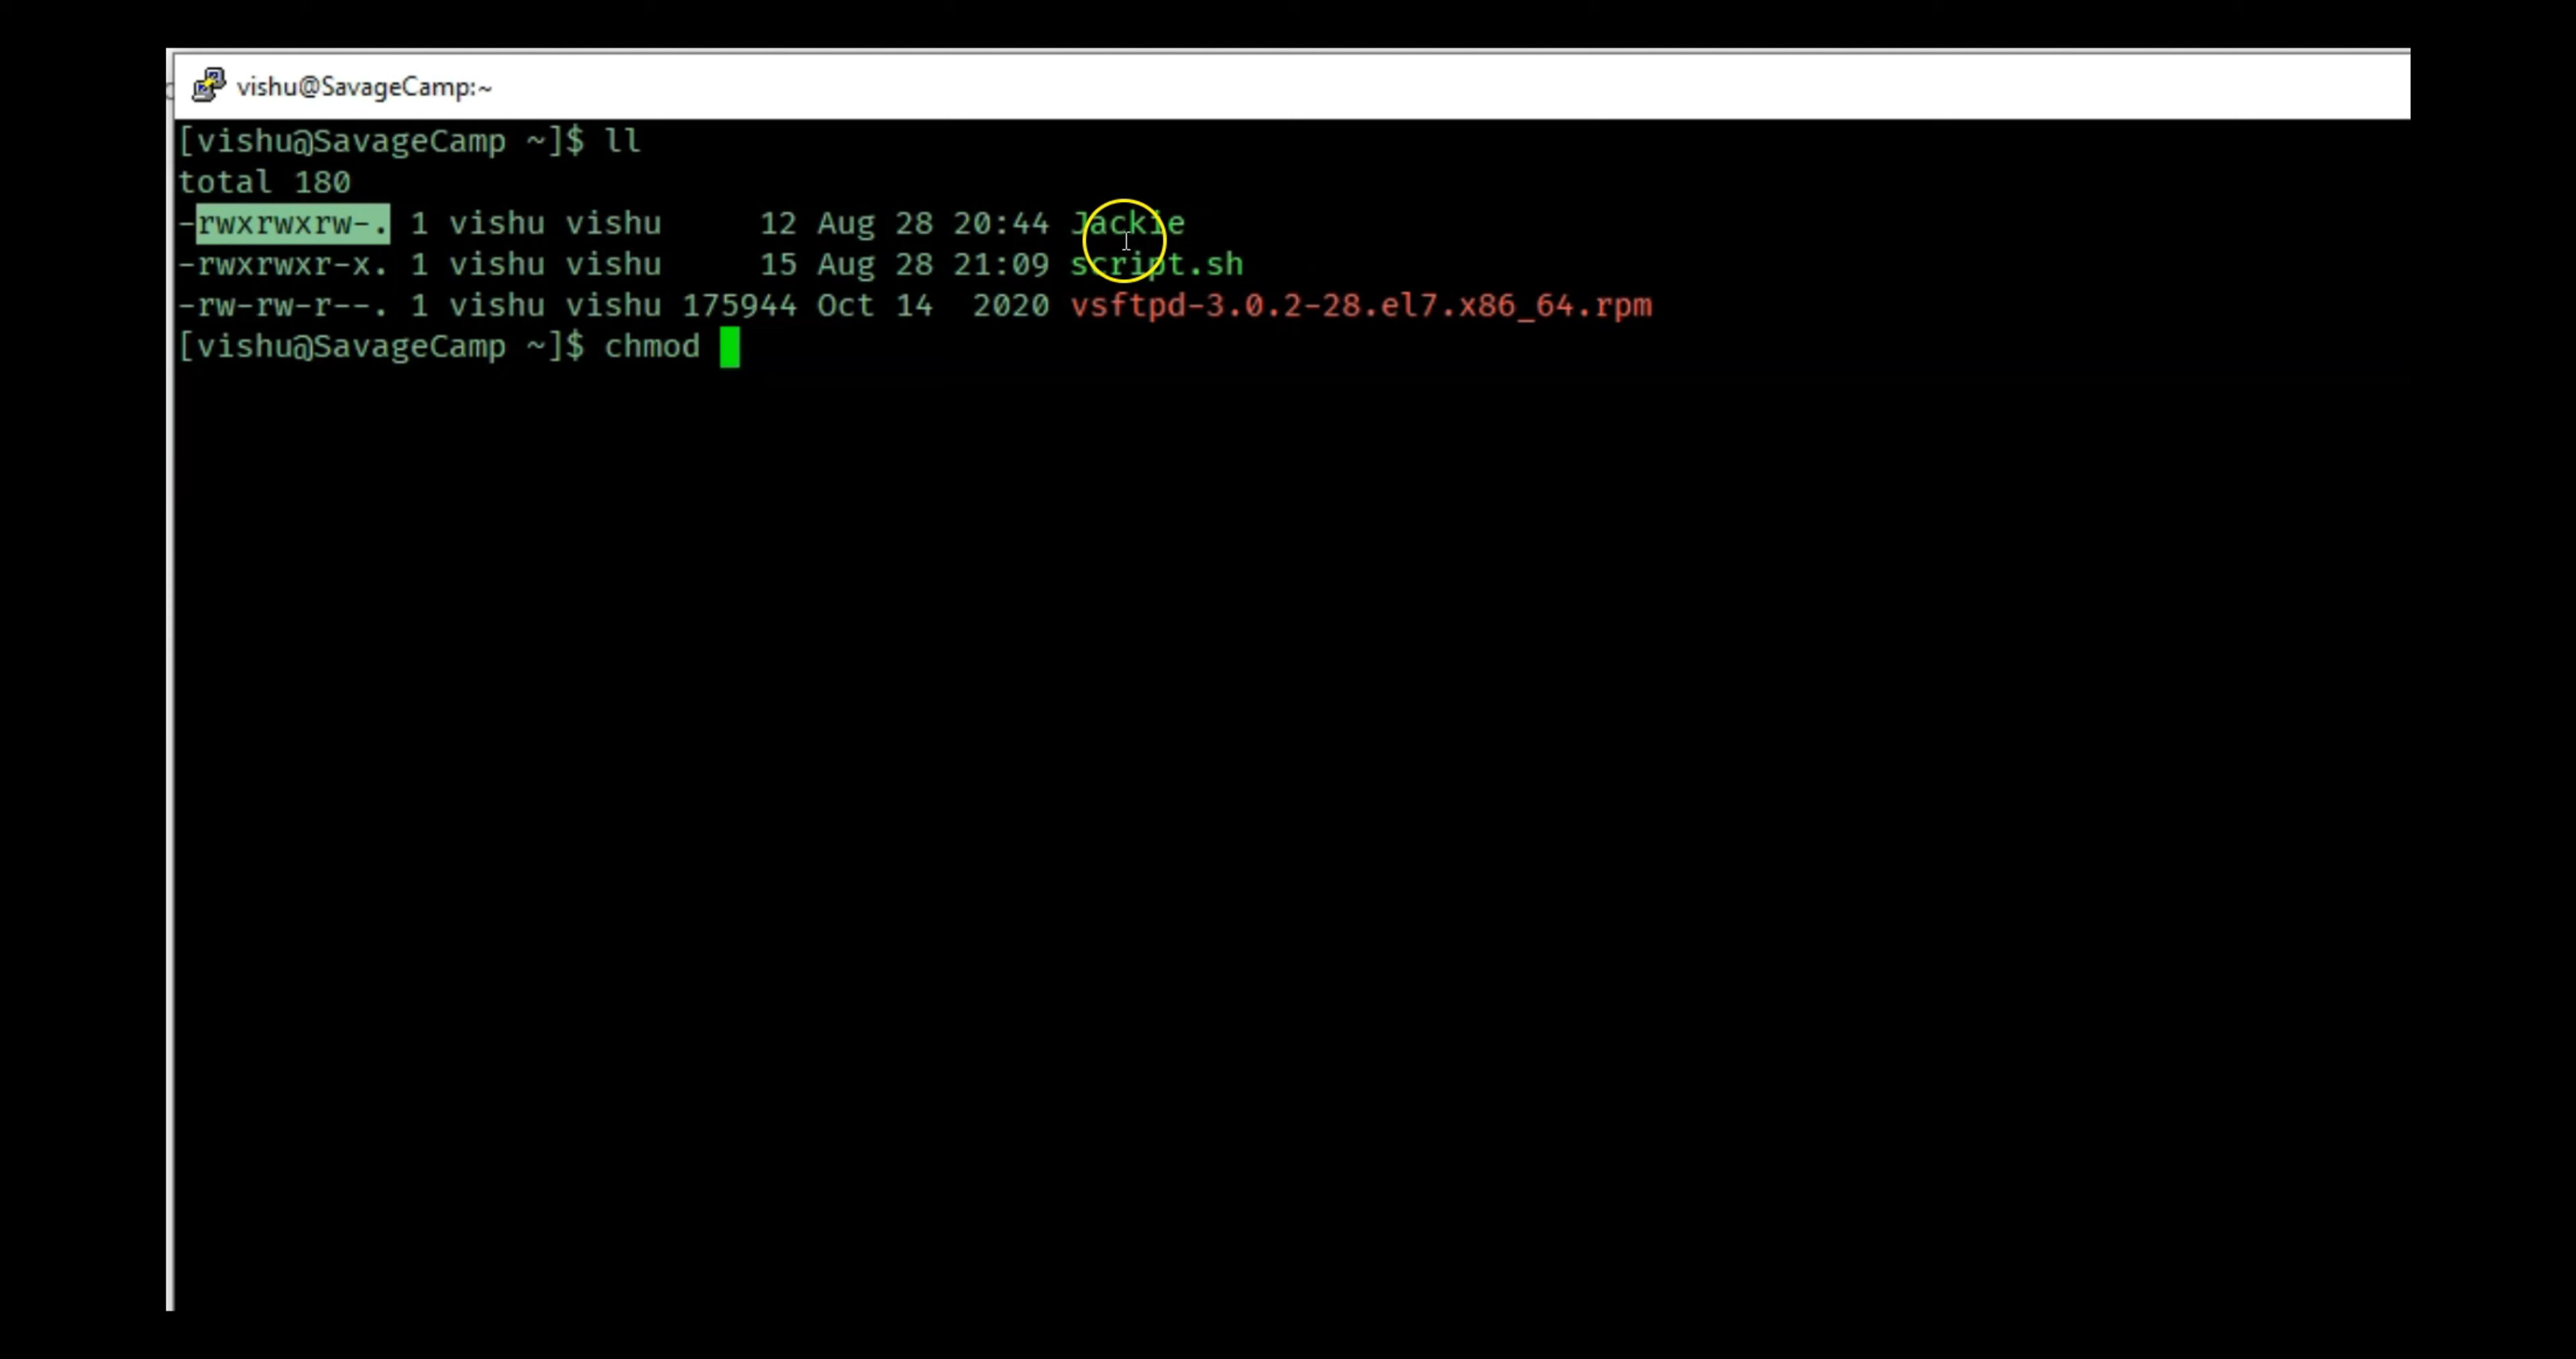 vishu@SavageCamp:~
[vishu@SavageCamp ~]$ ll
total 180
-rwxrwxrw-. 1 vishu vishu     12 Aug 28 20:44 Jackie
-rwxrwxr-x. 1 vishu vishu     15 Aug 28 21:09 script.sh
-rw-rw-r--. 1 vishu vishu 175944 Oct 14  2020 vsftpd-3.0.2-28.el7.x86_64.rpm
[vishu@SavageCamp ~]$ chmod